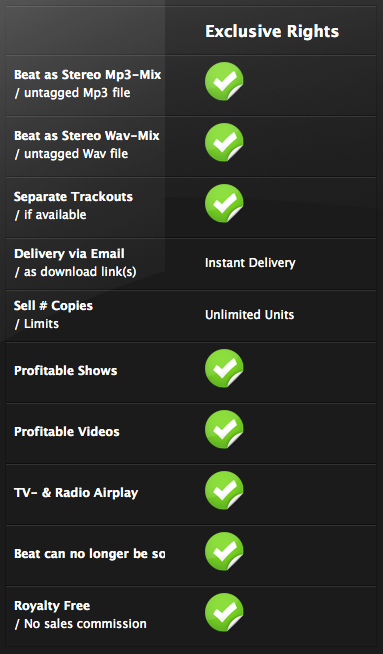 Exclusive Rights
Beat as Stereo Mp3-Mix
/ untagged Mp3 file
Beat as Stereo Wav-Mix
/ untagged Wav file
Separate Trackouts
/ if available
Delivery via Email
/ as download link(s)
Instant Delivery
Sell # Copies
/ Limits
Unlimited Units
Profitable Shows
Profitable Videos
TV- & Radio Airplay
Beat can no longer be so
Royalty Free
/ No sales commission